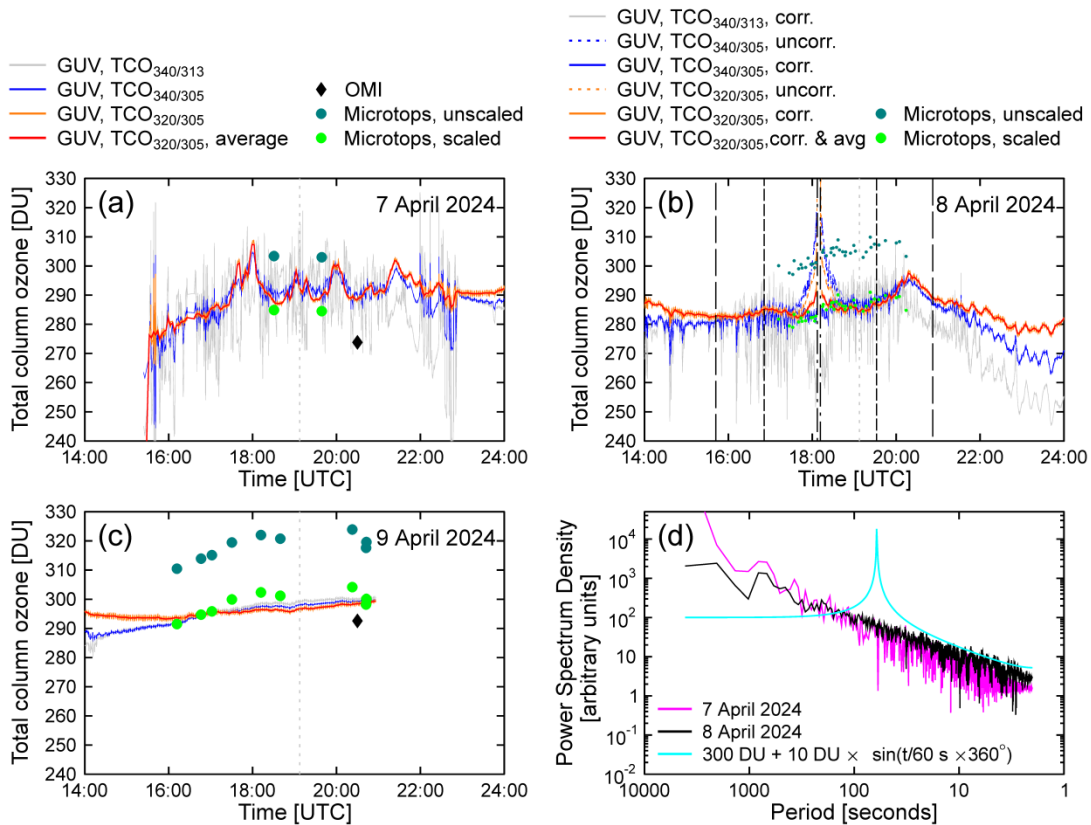 GUV, TCO340/313
GUV, TCO340/305
GUV, TCO320/305
GUV, TCO320/305, average
OMI
Microtops, unscaled
Microtops, scaled
GUV, TCO340/313, corr.
GUV, TCO340/305, uncorr.
GUV, TCO340/305, corr.
GUV, TCO320/305, uncorr.
GUV, TCO320/305, corr.
GUV, TCO320/305,corr. & avg
Microtops, unscaled
Microtops, scaled
(a)
7 April 2024
Total column ozone [DU]
330
320
310
300
290
280
270
260
250
240
14:00 16:00 18:00 20:00 22:00 24:00
Time [UTC]
(b)
8 April 2024
Total column ozone [DU]
330
320
310
300
290
280
270
260
250
240
14:00 16:00 18:00 20:00 22:00 24:00
Time [UTC]
(c)
9 April 2024
Total column ozone [DU]
330
320
310
300
290
280
270
260
250
240
14:00 16:00 18:00 20:00 22:00 24:00
Time [UTC]
(d)
Power Spectrum Density
[arbitrary units]
10^4
10^3
10^2
10^1
1
10^-1
10^-2
7 April 2024
8 April 2024
300 DU + 10 DU × sin(t/60 s ×360°)
10000 1000 100 10 1
Period [seconds]